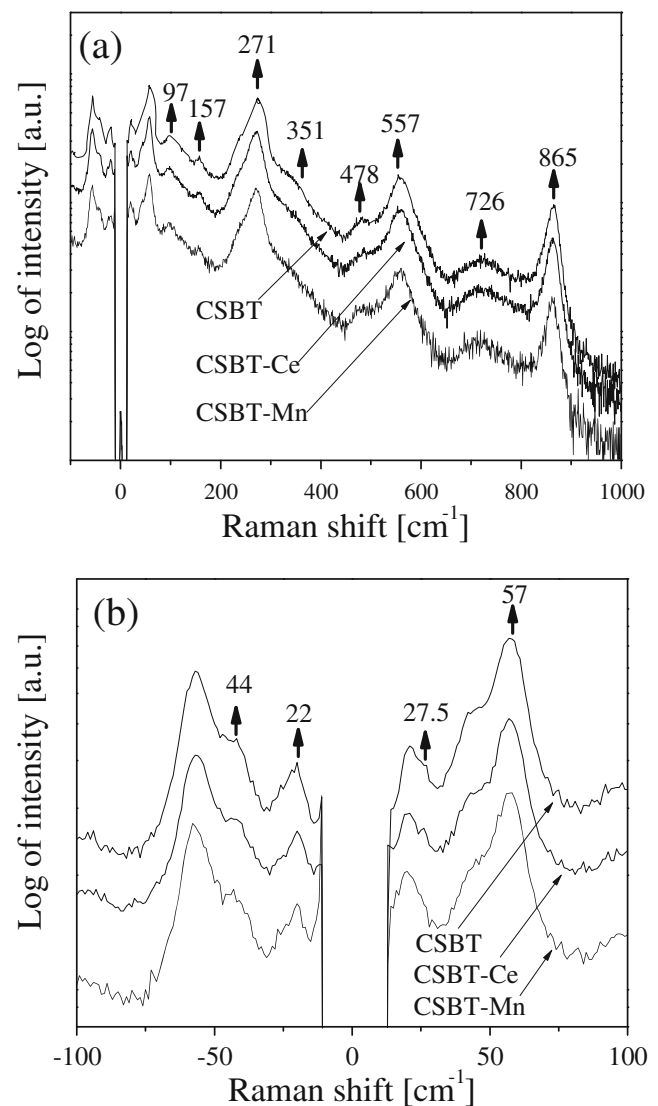 (a)
271
97
157
351
557
478
726
865
CSBT
CSBT-Ce
CSBT-Mn
Log of intensity [a.u.]
0 200 400 600 800 1000
Raman shift [cm⁻¹]
(b)
57
44
22
27.5
CSBT
CSBT-Ce
CSBT-Mn
Log of intensity [a.u.]
-100 -50 0 50 100
Raman shift [cm⁻¹]